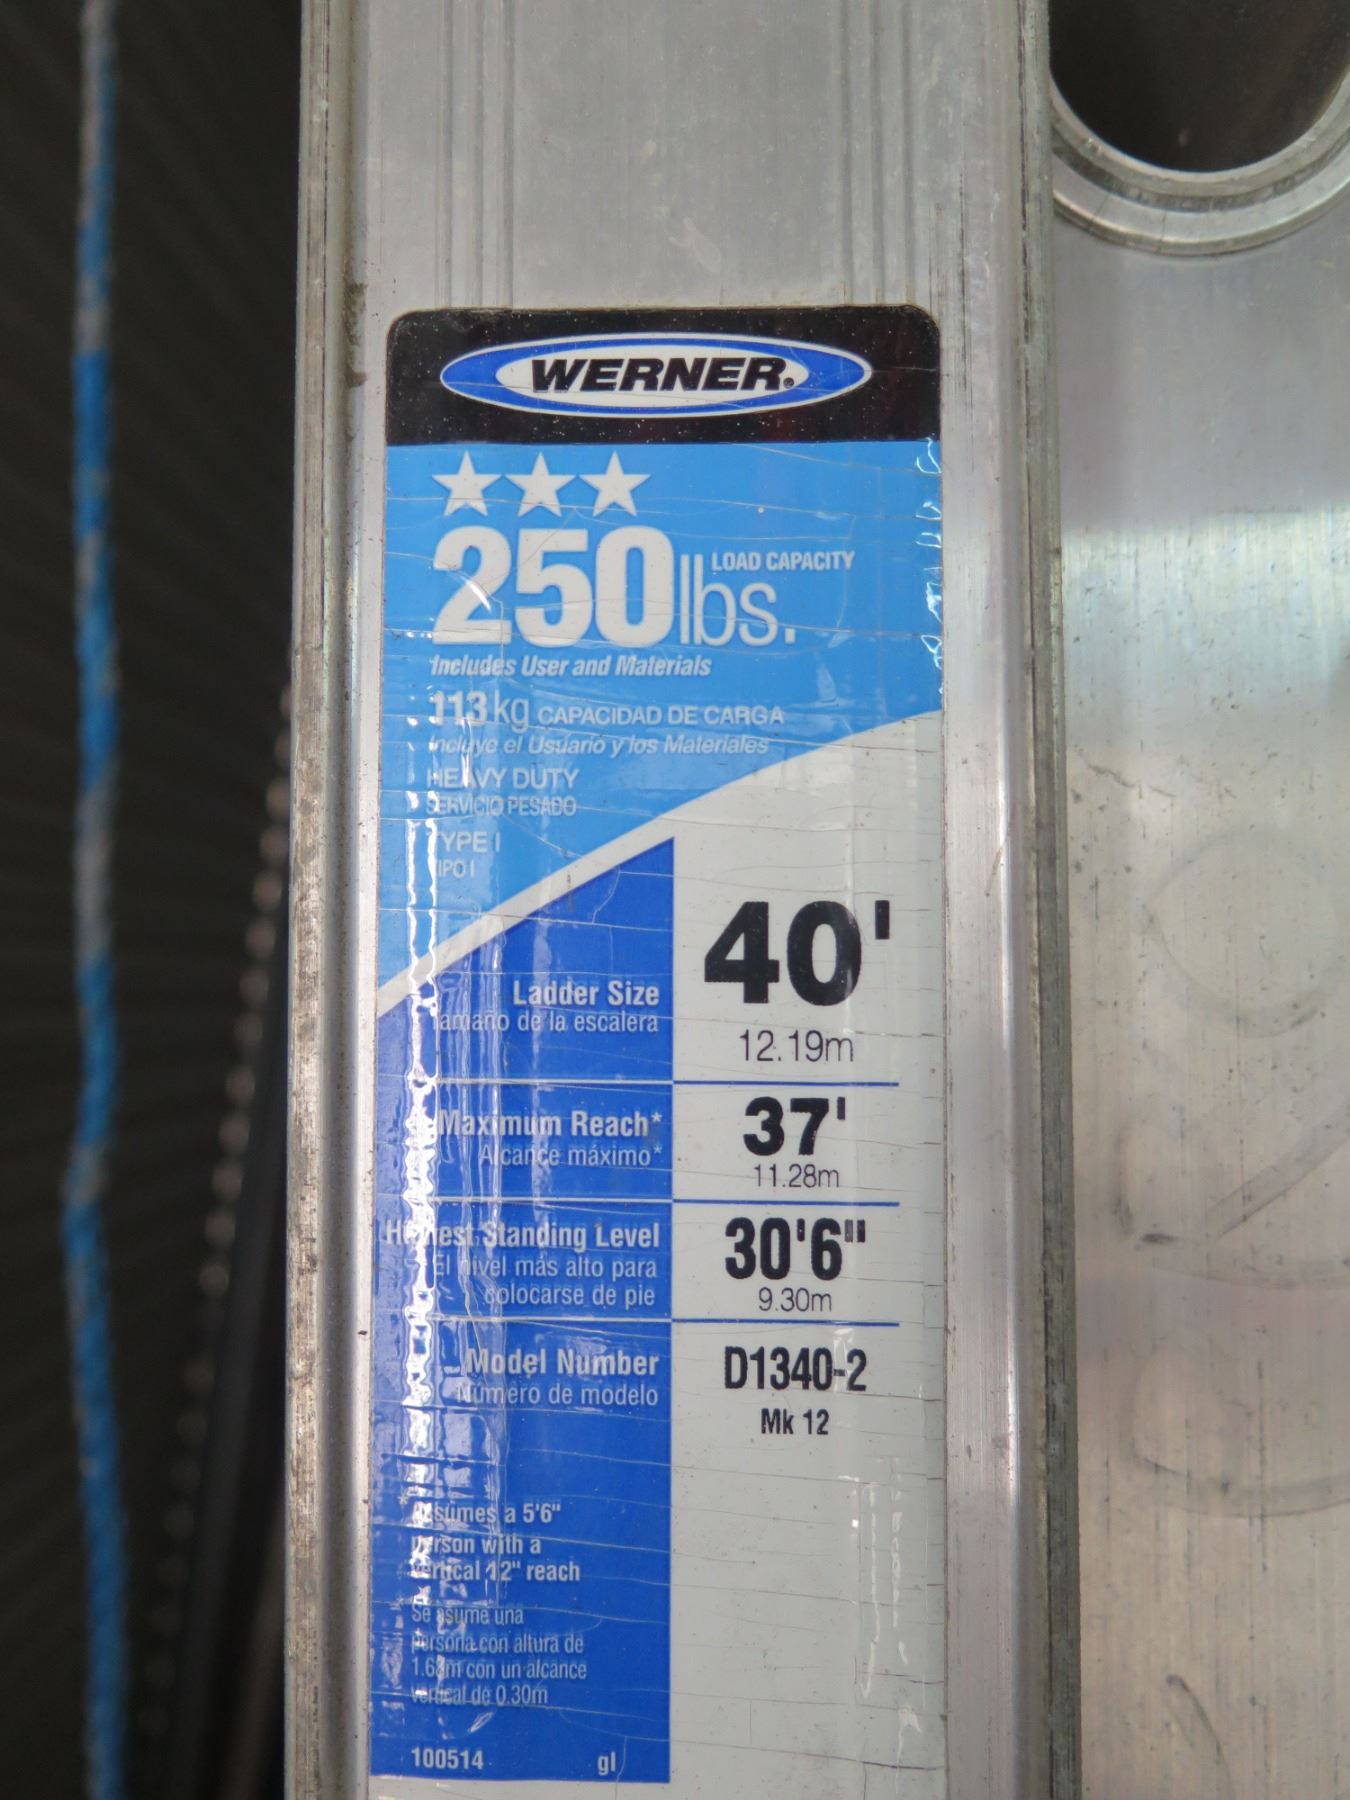 WERNER.
250lbs. LOAD CAPACITY
Includes User and Materials
113kg CAPACIDAD DE CARGA
Incluye el Usuario y los Materiales
HEAVY DUTY
SERVICIO PESADO
TYPE I
TIPO I
Ladder Size 40'
Tamaño de la escalera 12.19m
Maximum Reach* 37'
Alcance máximo* 11.28m
Highest Standing Level 30'6"
El nivel más alto para
colocarse de pie 9.30m
Model Number D1340-2
Número de modelo Mk 12
*Assumes a 5'6"
person with a
vertical 12" reach
*Se asume una
persona con altura de
1.68m con un alcance
vertical de 0.30m
100514 gl